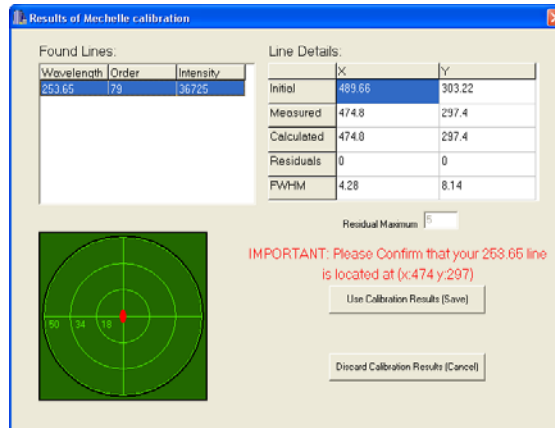 Results of Mechelle calibration
Found Lines:
Wavelength Order Intensity
253.65 79 36725
Line Details:
X Y
Initial 489.66 303.22
Measured 474.8 297.4
Calculated 474.8 297.4
Residuals 0 0
FWHM 4.28 8.14
Residual Maximum 5
IMPORTANT: Please Confirm that your 253.65 line
is located at (x:474 y:297)
Use Calibration Results (Save)
Discard Calibration Results (Cancel)
50 34 18